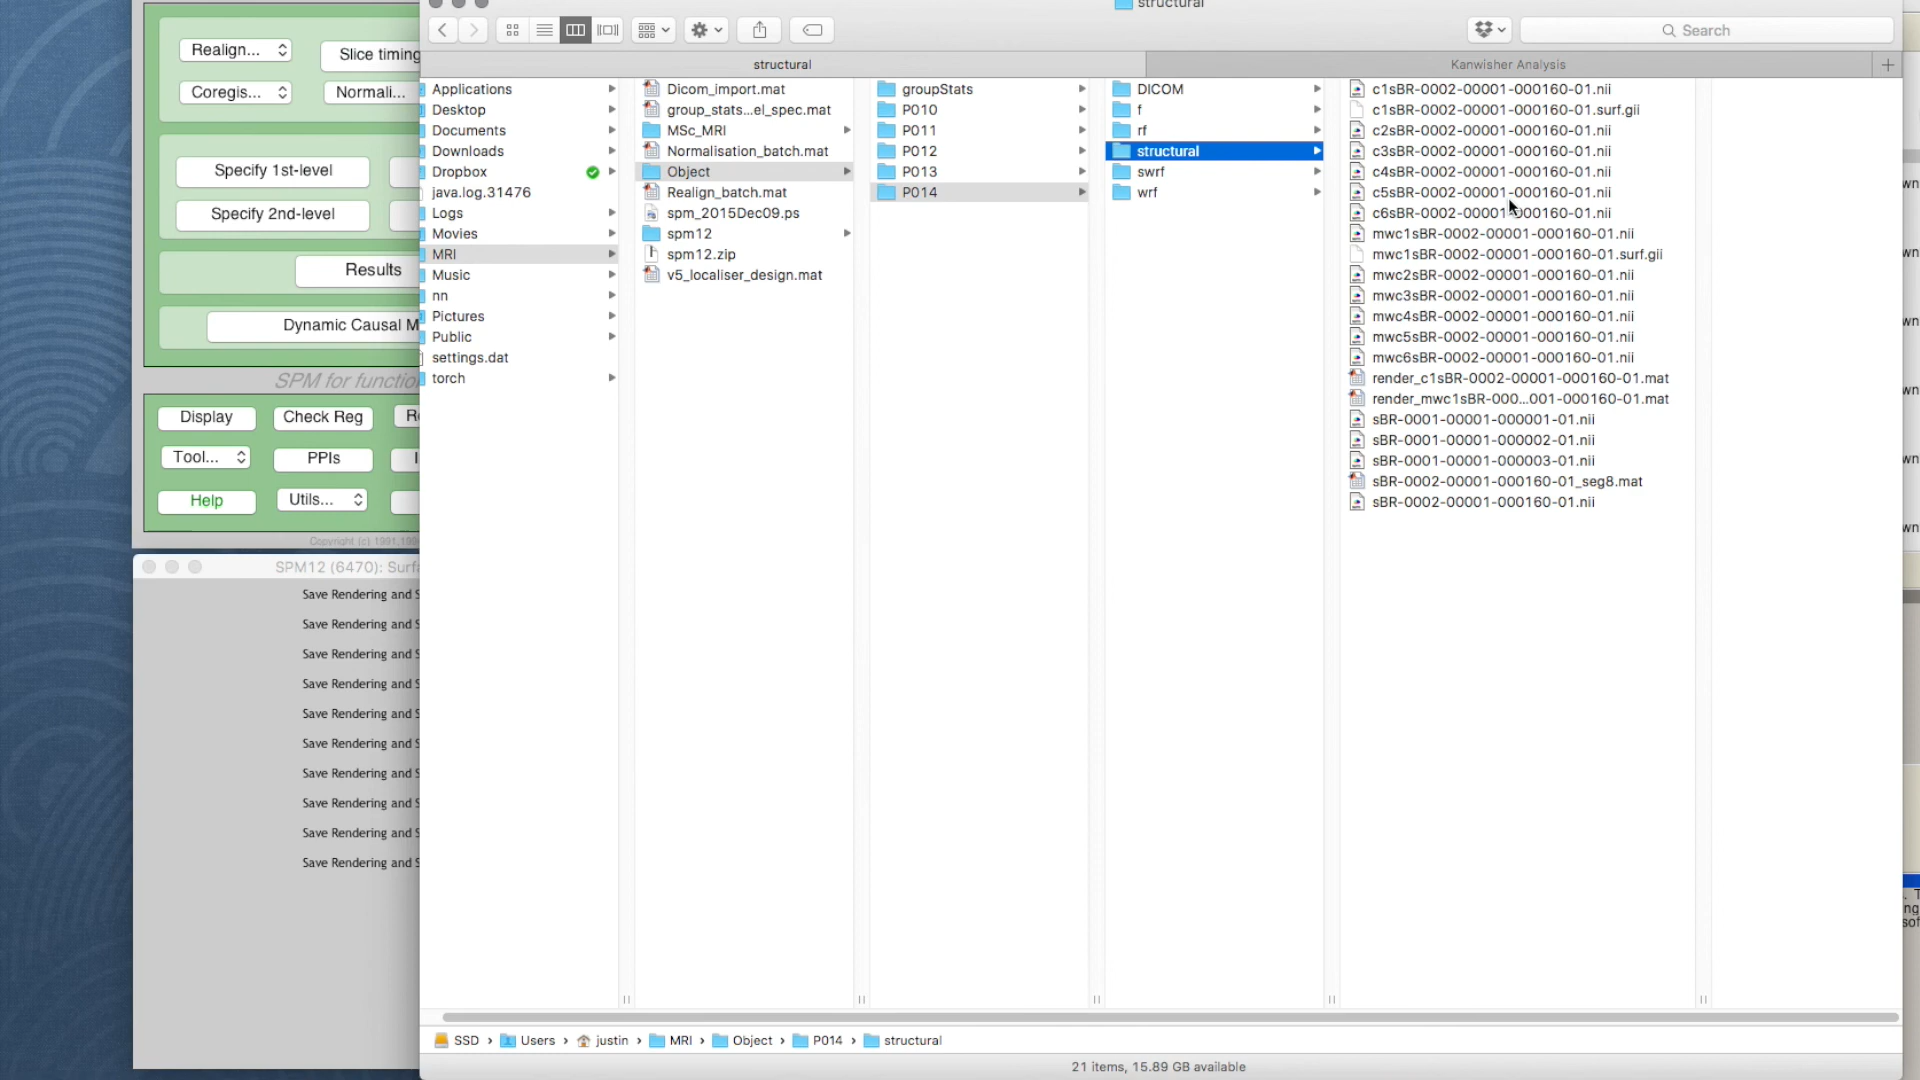 structural
Search
structural
Kanwisher Analysis
Realign...
Slice timing
Coregis...
Normali...
Specify 1st-level
Specify 2nd-level
Results
Dynamic Causal M
SPM for functio
Display
Check Reg
Tool...
PPIs
Help
Utils...
Copyright (c) 1991,199
SPM12 (6470): Surfa
Save Rendering and S
Save Rendering and S
Save Rendering and S
Save Rendering and S
Save Rendering and S
Save Rendering and S
Save Rendering and S
Save Rendering and S
Save Rendering and S
Save Rendering and S
Applications
Desktop
Documents
Downloads
Dropbox
java.log.31476
Logs
Movies
MRI
Music
nn
Pictures
Public
settings.dat
torch
Dicom_import.mat
group_stats...el_spec.mat
MSc_MRI
Normalisation_batch.mat
Object
Realign_batch.mat
spm_2015Dec09.ps
spm12
spm12.zip
v5_localiser_design.mat
groupStats
P010
P011
P012
P013
P014
DICOM
f
rf
structural
swrf
wrf
c1sBR-0002-00001-000160-01.nii
c1sBR-0002-00001-000160-01.surf.gii
c2sBR-0002-00001-000160-01.nii
c3sBR-0002-00001-000160-01.nii
c4sBR-0002-00001-000160-01.nii
c5sBR-0002-00001-000160-01.nii
c6sBR-0002-00001-000160-01.nii
mwc1sBR-0002-00001-000160-01.nii
mwc1sBR-0002-00001-000160-01.surf.gii
mwc2sBR-0002-00001-000160-01.nii
mwc3sBR-0002-00001-000160-01.nii
mwc4sBR-0002-00001-000160-01.nii
mwc5sBR-0002-00001-000160-01.nii
mwc6sBR-0002-00001-000160-01.nii
render_c1sBR-0002-00001-000160-01.mat
render_mwc1sBR-000...001-000160-01.mat
sBR-0001-00001-000001-01.nii
sBR-0001-00001-000002-01.nii
sBR-0001-00001-000003-01.nii
sBR-0002-00001-000160-01_seg8.mat
sBR-0002-00001-000160-01.nii
SSD › Users › justin › MRI › Object › P014 › structural
21 items, 15.89 GB available